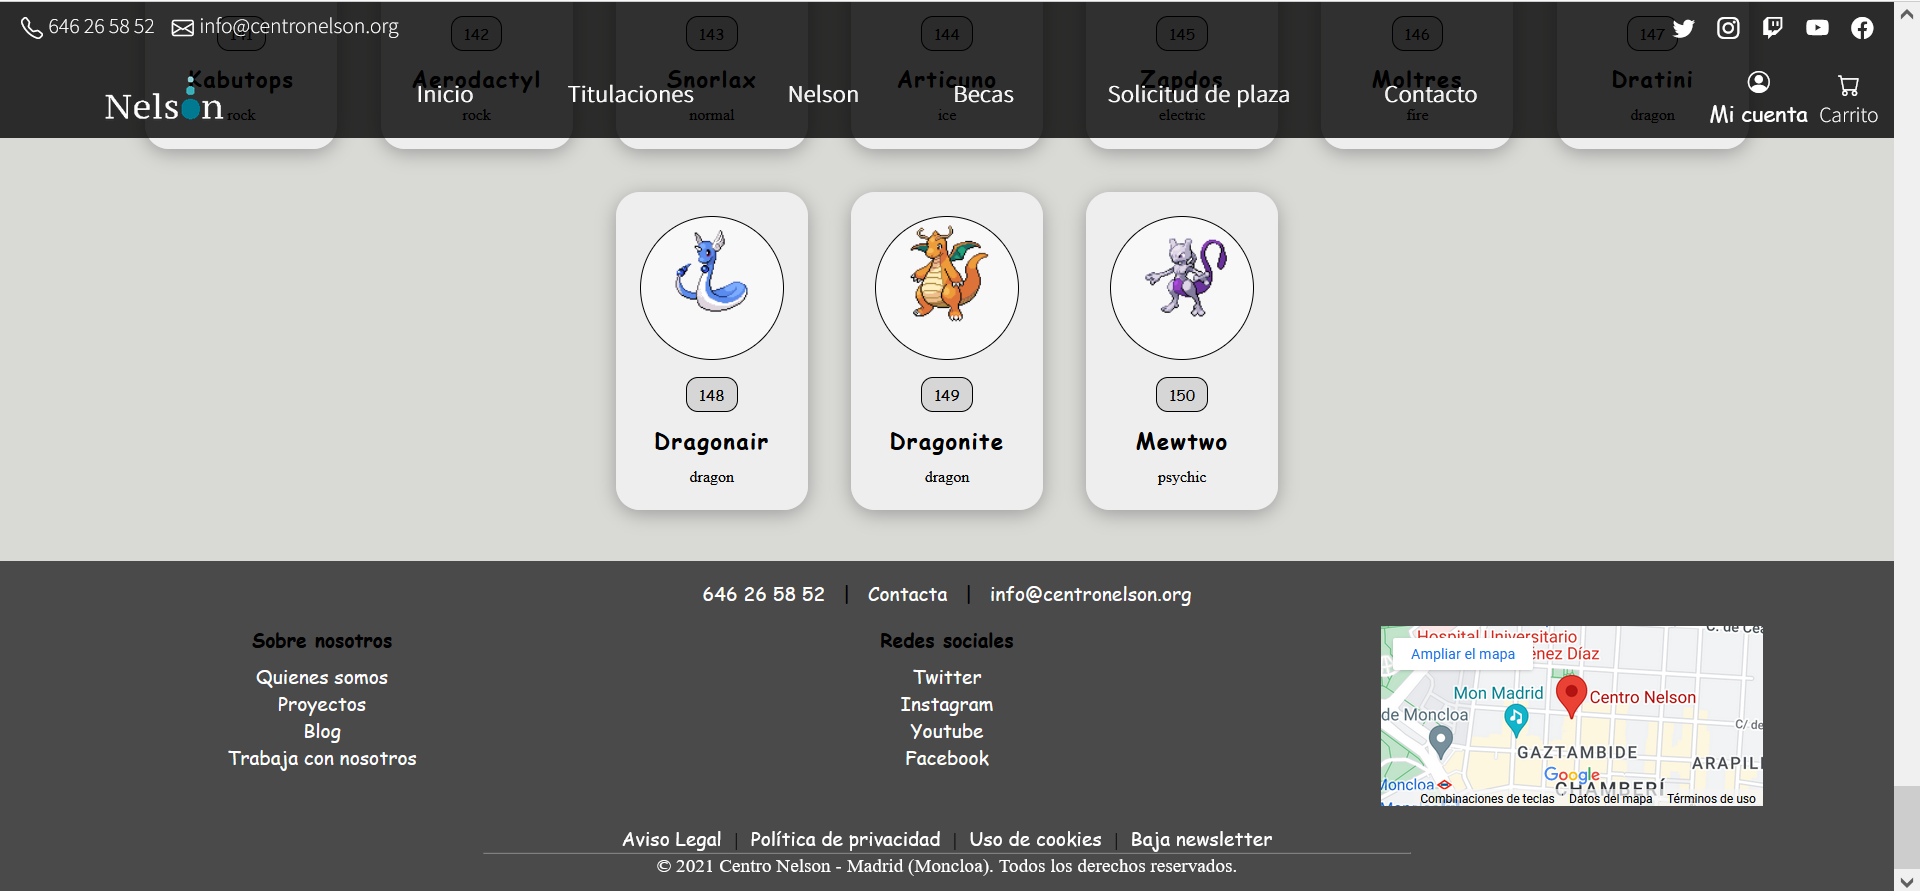 646 26 58 52 info@centronelson.org
141 142 143 144 145 146 147
Kabutops Aerodactyl Snorlax Articuno Zapdos Moltres Dratini
Nelson Inicio Titulaciones Nelson Becas Solicitud de plaza Contacto
Mi cuenta Carrito
rock rock normal ice electric fire dragon
148 149 150
Dragonair Dragonite Mewtwo
dragon dragon psychic
646 26 58 52 | Contacta | info@centronelson.org
Sobre nosotros
Quienes somos
Proyectos
Blog
Trabaja con nosotros
Redes sociales
Twitter
Instagram
Youtube
Facebook
Hospital Universitario
énez Díaz
Ampliar el mapa
Mon Madrid
Centro Nelson
de Moncloa
C/ de
GAZTAMBIDE
ARAPIL
Google
CHAMBERÍ
Moncloa
Combinaciones de teclas Datos del mapa Términos de uso
Aviso Legal | Política de privacidad | Uso de cookies | Baja newsletter
© 2021 Centro Nelson - Madrid (Moncloa). Todos los derechos reservados.